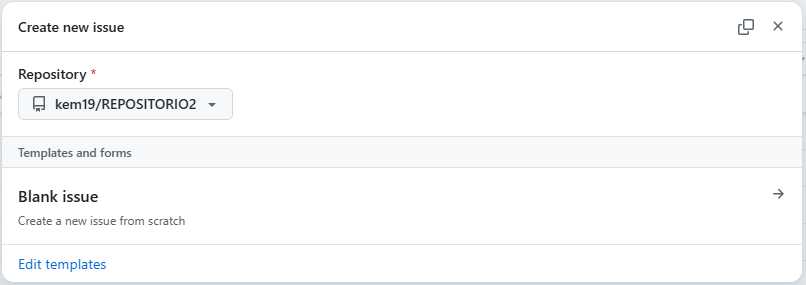 Create new issue
Repository *
kem19/REPOSITORIO2
Templates and forms
Blank issue
Create a new issue from scratch
Edit templates